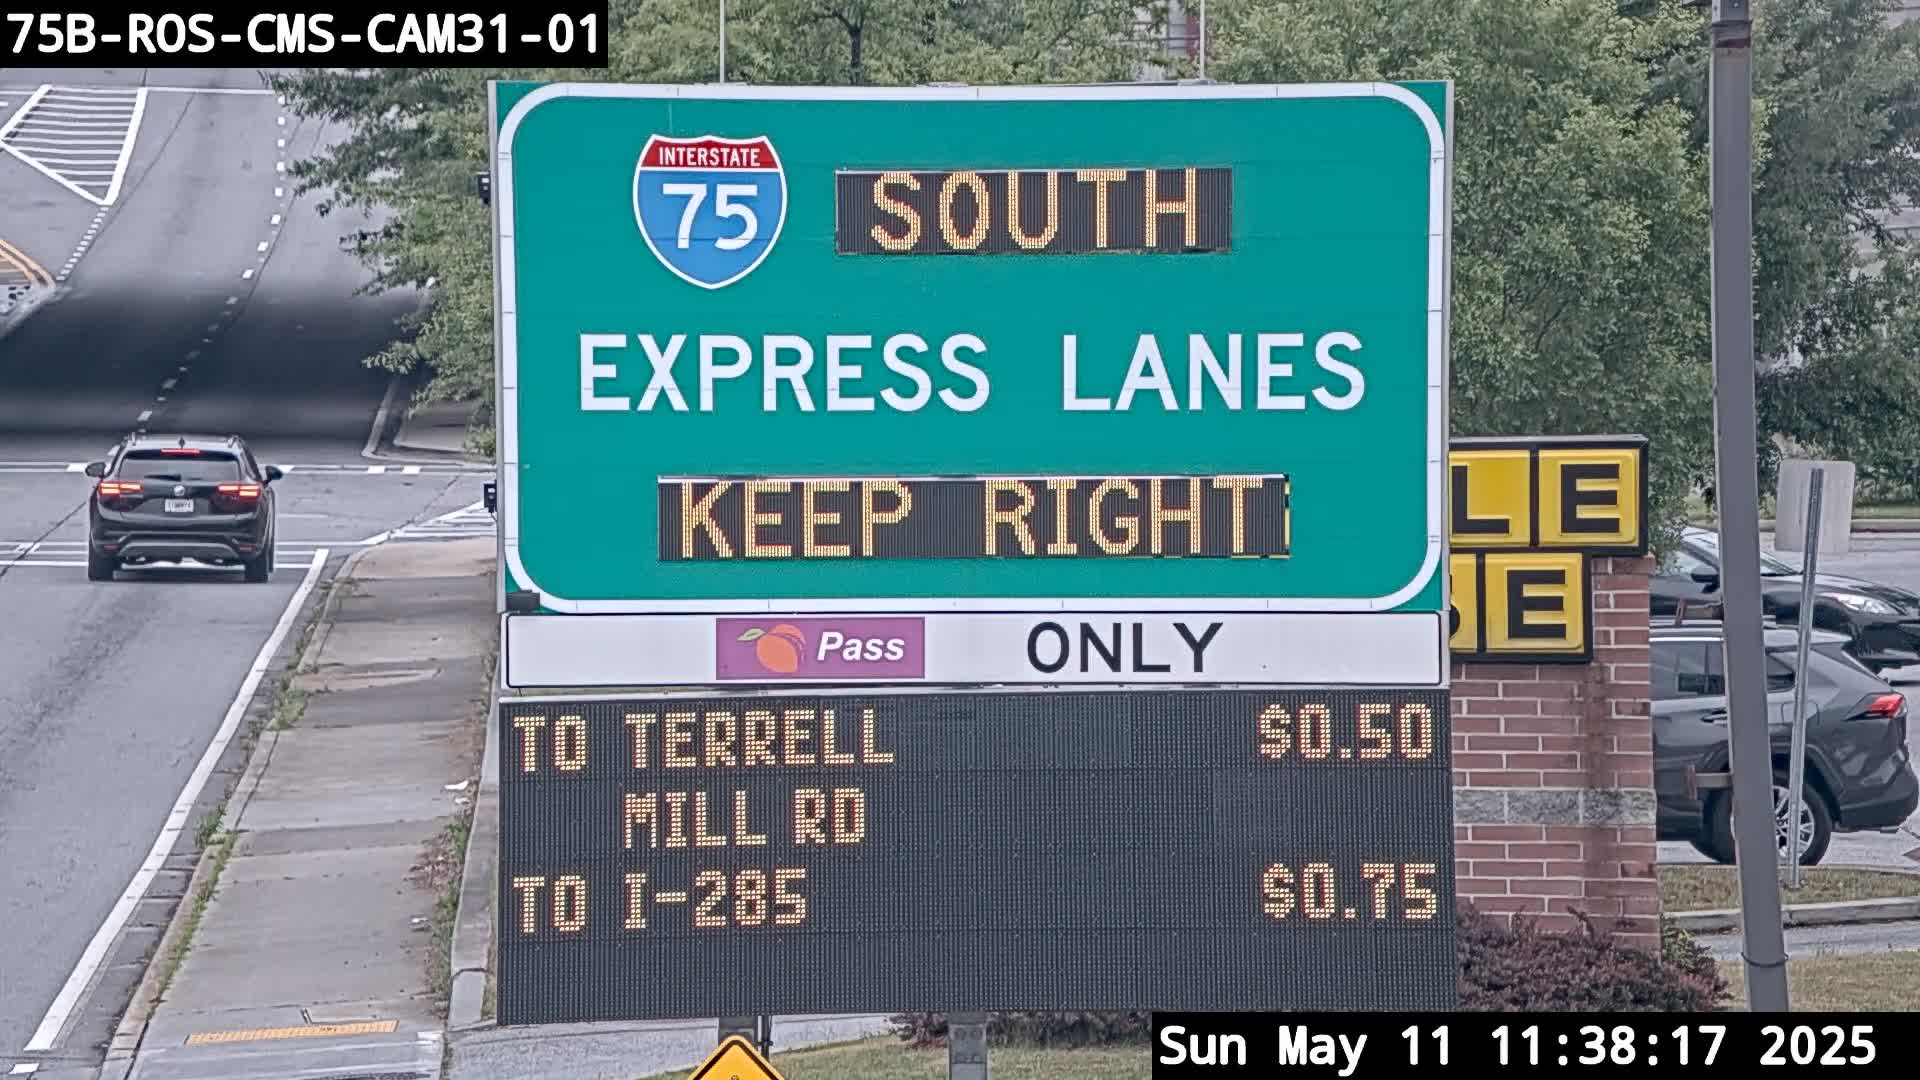 75B-ROS-CMS-CAM31-01
INTERSTATE
75
SOUTH
EXPRESS LANES
KEEP RIGHT
Pass ONLY
TO TERRELL $0.50
MILL RD
TO I-285 $0.75
LE
E
Sun May 11 11:38:17 2025